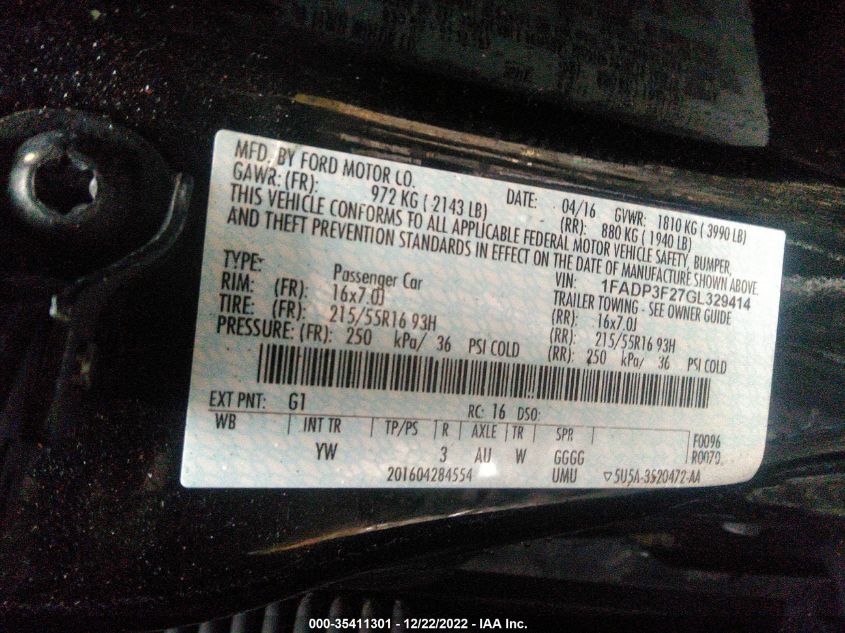 MFD. BY FORD MOTOR CO.
DATE: 04/16 GVWR: 1810 KG ( 3990 LB)
GAWR: (FR): 972 KG ( 2143 LB) (RR): 880 KG ( 1940 LB)
THIS VEHICLE CONFORMS TO ALL APPLICABLE FEDERAL MOTOR VEHICLE SAFETY, BUMPER,
AND THEFT PREVENTION STANDARDS IN EFFECT ON THE DATE OF MANUFACTURE SHOWN ABOVE.
VIN: 1FADP3F27GL329414
TYPE: Passenger Car TRAILER TOWING - SEE OWNER GUIDE
RIM: (FR): 16x7.0J (RR): 16x7.0J
TIRE: (FR): 215/55R16 93H (RR): 215/55R16 93H
PRESSURE: (FR): 250 kPa/ 36 PSI COLD (RR): 250 kPa/ 36 PSI COLD
EXT PNT: G1 RC: 16 DSO:
WB INT TR TP/PS R AXLE TR SPR F0096
YW 3 AU W GGGG R0070
201604284554 UMU ▽5U5A-3520472-AA
000-35411301 - 12/22/2022 - IAA Inc.